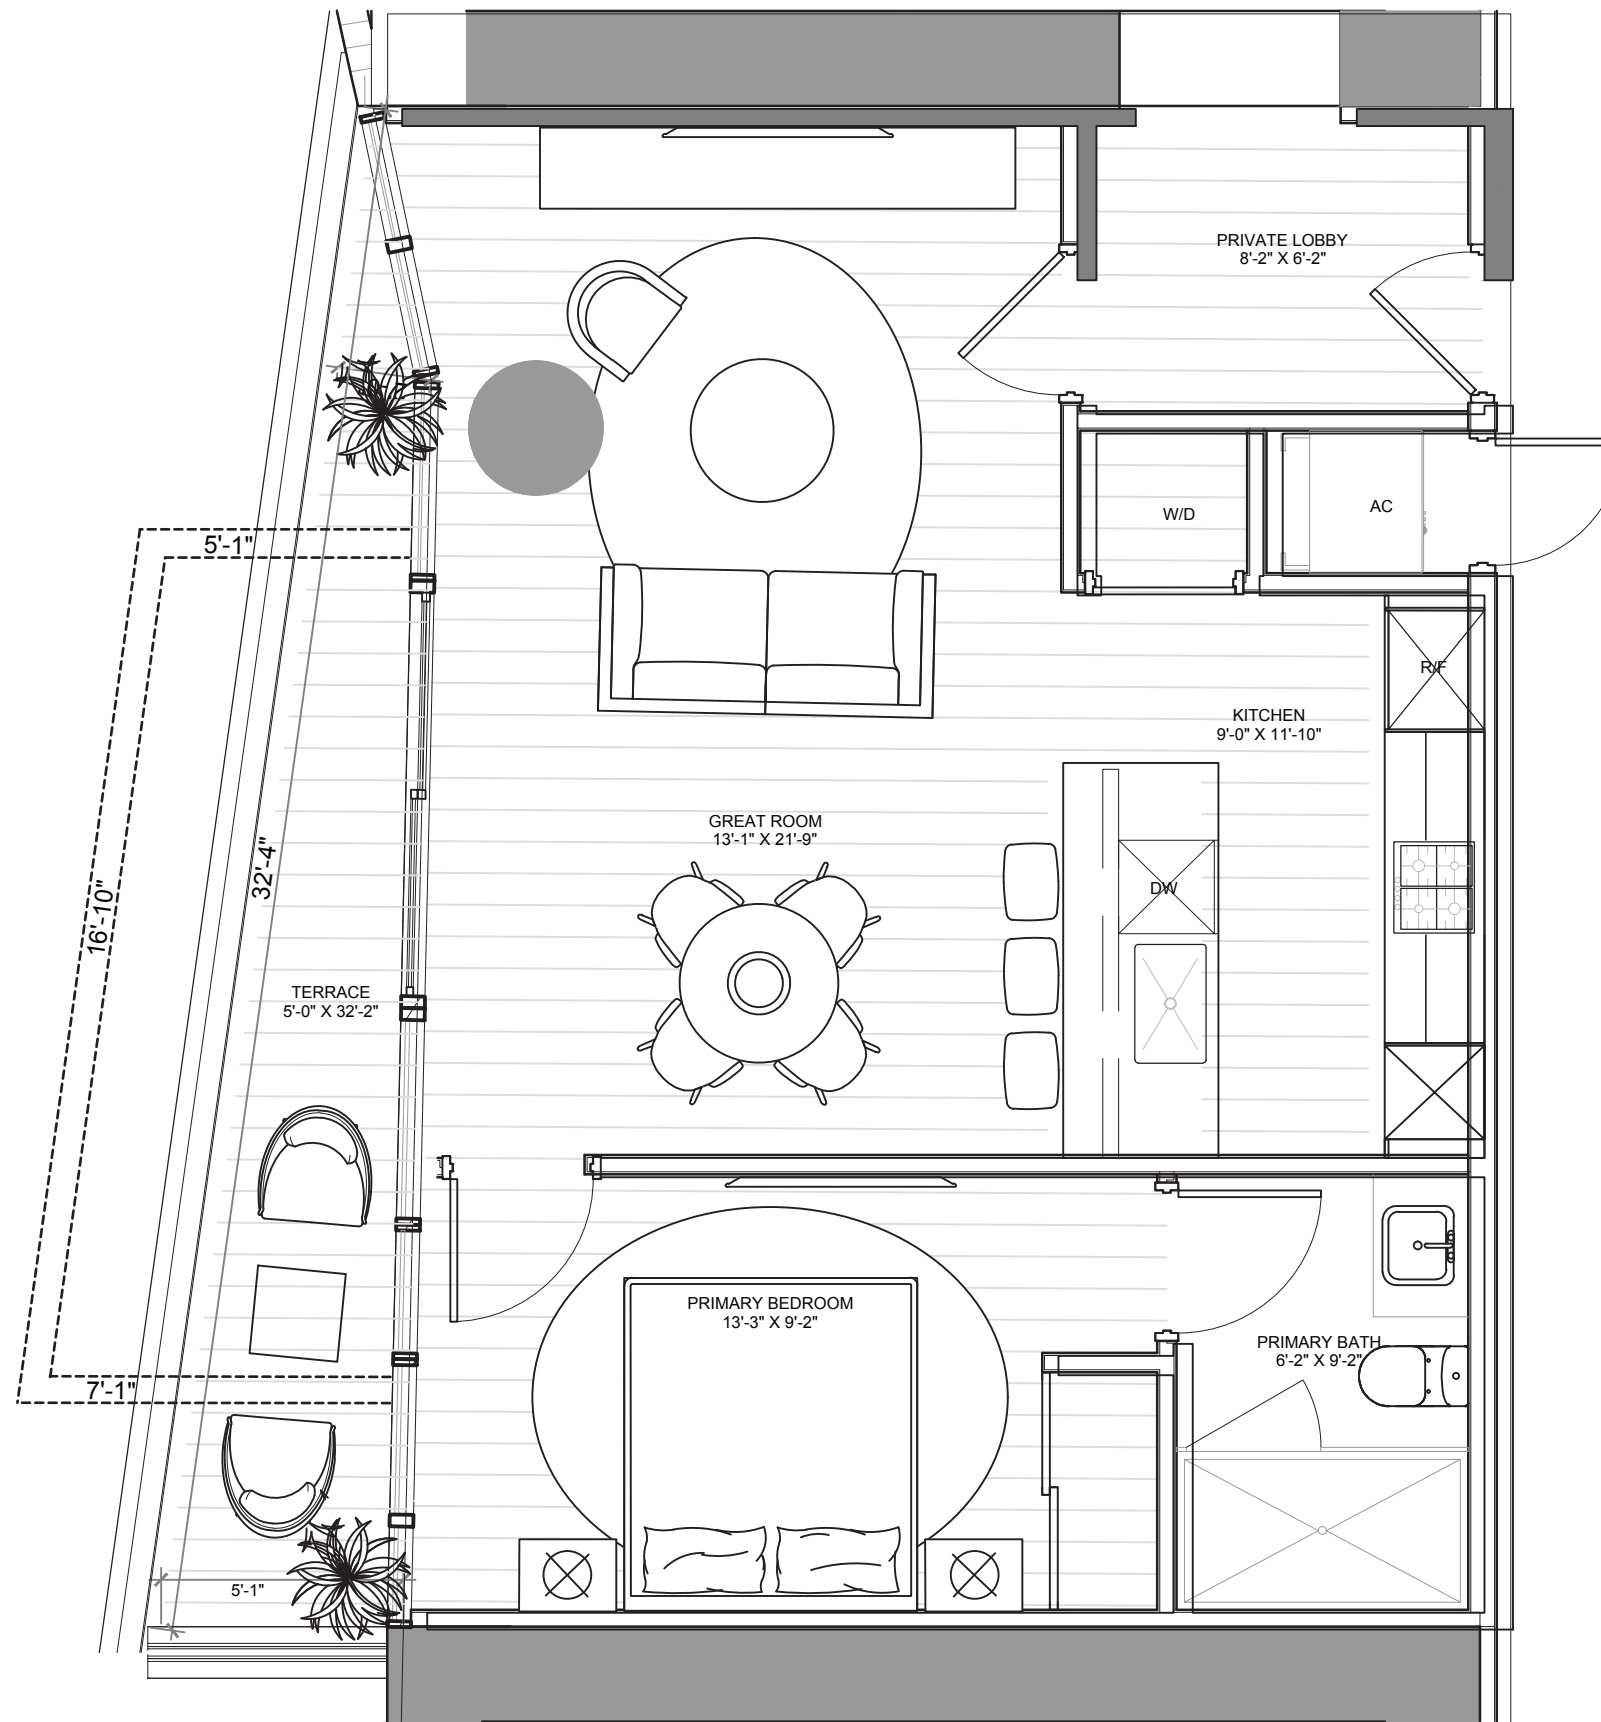 PRIVATE LOBBY
8'-2" X 6'-2"
W/D
AC
5'-1"
R/F
KITCHEN
9'-0" X 11'-10"
GREAT ROOM
13'-1" X 21'-9"
32'-4"
DW
16'-10"
TERRACE
5'-0" X 32'-2"
PRIMARY BEDROOM
13'-3" X 9'-2"
PRIMARY BATH
6'-2" X 9'-2"
7'-1"
5'-1"